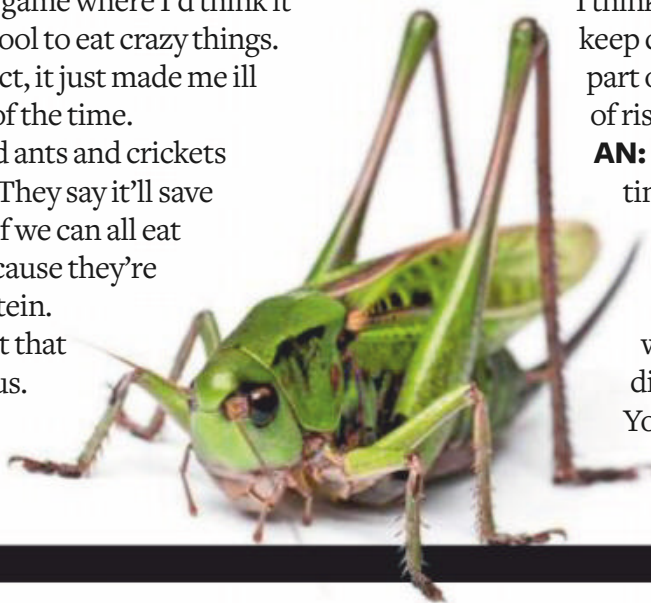 game where I'd think it
ool to eat crazy things.
ct, it just made me ill
of the time.
d ants and crickets
They say it'll save
f we can all eat
cause they're
tein.
t that
us.
I think
keep
part
of ris
AN:
tin
w
di
Yo